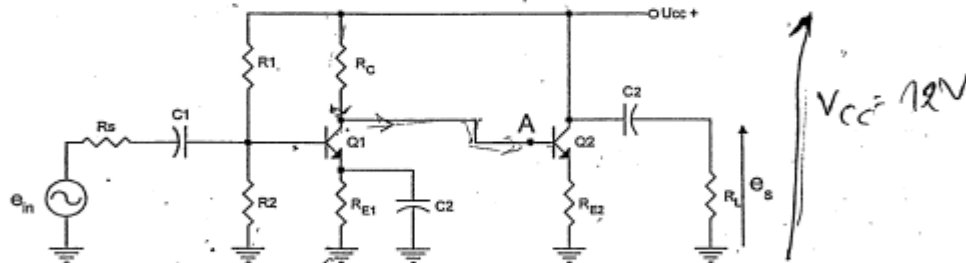 Ucc +
R1
RC
C1
Rs
Q1
A
Q2
C2
VCC = 12V
ein
R2
RE1
C2
RE2
RL
es